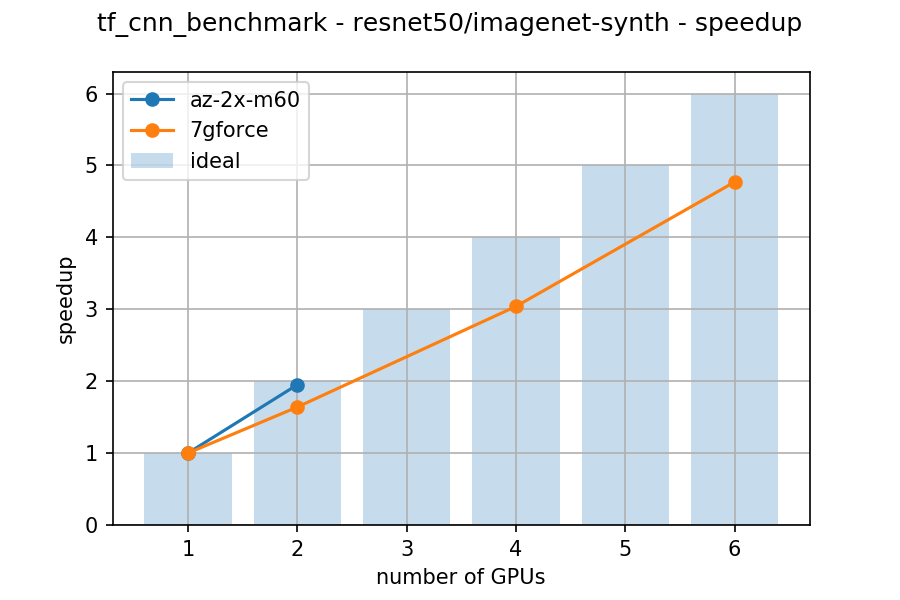 tf_cnn_benchmark - resnet50/imagenet-synth - speedup
az-2x-m60
7gforce
ideal
6
5
4
3
2
1
0
speedup
1 2 3 4 5 6
number of GPUs